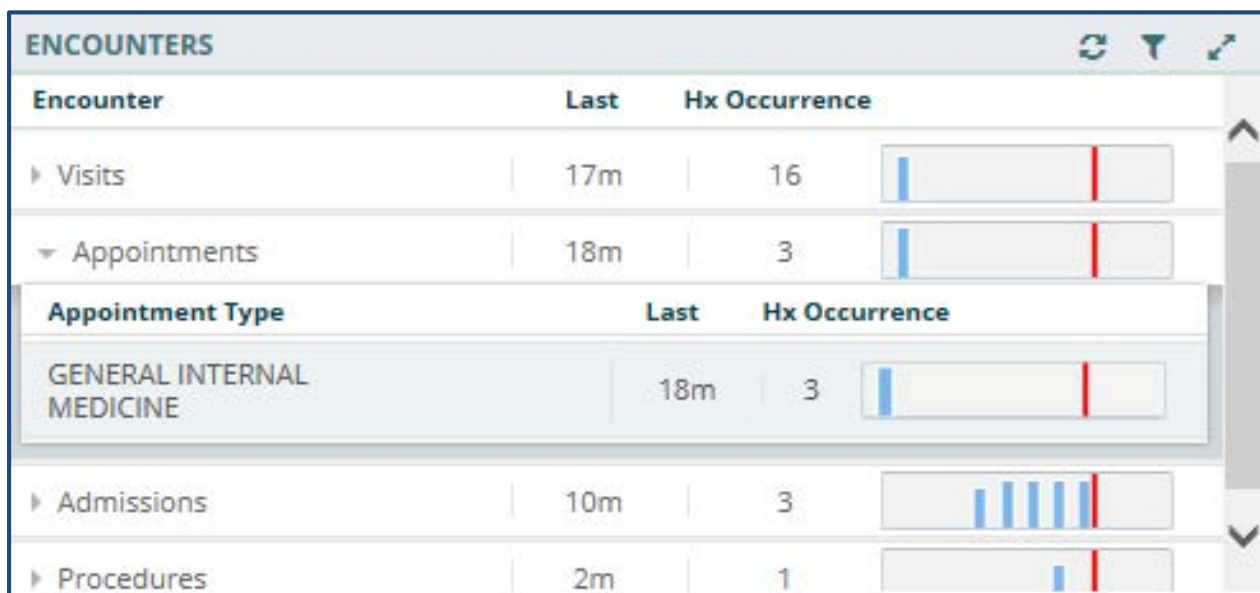 ENCOUNTERS
Encounter Last Hx Occurrence
Visits 17m 16
Appointments 18m 3
Appointment Type Last Hx Occurrence
GENERAL INTERNAL
MEDICINE
18m 3
Admissions 10m 3
Procedures 2m 1